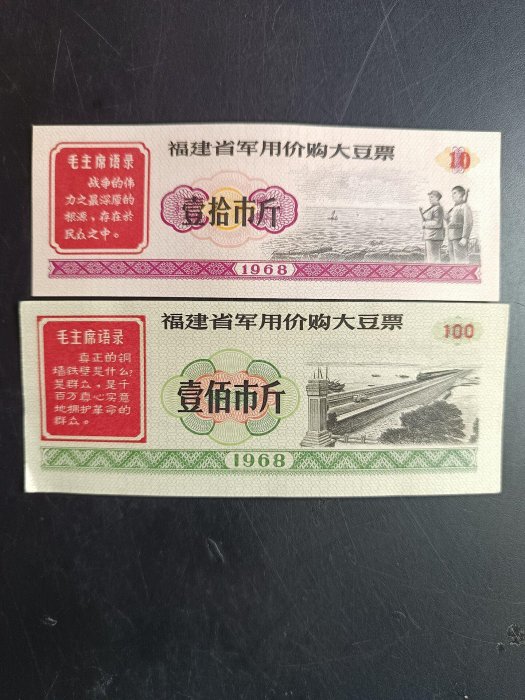 毛主席语录
战争的伟
力之最深厚的
根源，存在於
民众之中。
福建省军用价购大豆票
10
壹拾市斤
1968
毛主席语录
真正的铜
墙铁壁是什么？
是群众，是千
百万真心实意
地拥护革命的
群众。
福建省军用价购大豆票
100
壹佰市斤
1968